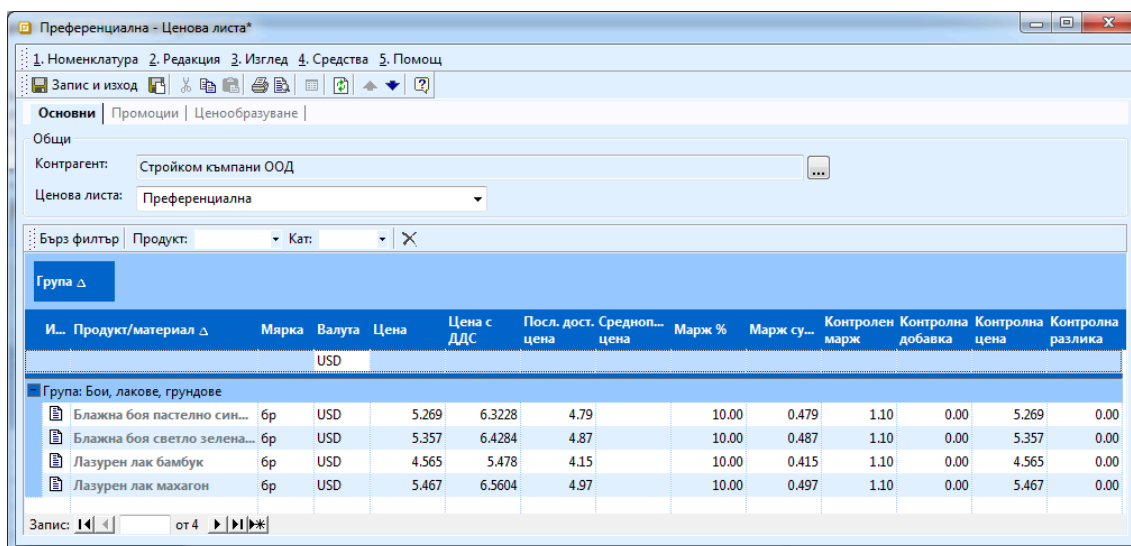 Преференциална - Ценова листа*
1. Номенклатура 2. Редакция 3. Изглед 4. Средства 5. Помощ
Запис и изход
Основни Промоции Ценообразуване
Общи
Контрагент: Стройком къмпани ООД ...
Ценова листа: Преференциална
Бърз филтър Продукт: Кат:
Група
И... Продукт/материал Мярка Валута Цена Цена с ДДС Посл. дост. цена Среднoп... цена Марж % Марж су... Контролен марж Контролна добавка Контролна цена Контролна разлика
USD
Група: Бои, лакове, грундове
Блажна боя пастелно син... бр USD 5.269 6.3228 4.79 10.00 0.479 1.10 0.00 5.269 0.00
Блажна боя светло зелена... бр USD 5.357 6.4284 4.87 10.00 0.487 1.10 0.00 5.357 0.00
Лазурен лак бамбук бр USD 4.565 5.478 4.15 10.00 0.415 1.10 0.00 4.565 0.00
Лазурен лак махагон бр USD 5.467 6.5604 4.97 10.00 0.497 1.10 0.00 5.467 0.00
Запис: от 4